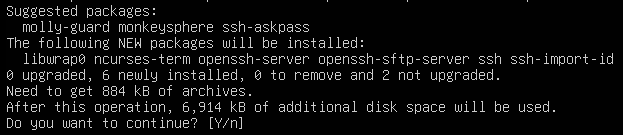 Suggested packages:
molly-guard monkeysphere ssh-askpass
The following NEW packages will be installed:
libwrap0 ncurses-term openssh-server openssh-sftp-server ssh ssh-import-id
0 upgraded, 6 newly installed, 0 to remove and 2 not upgraded.
Need to get 884 kB of archives.
After this operation, 6,914 kB of additional disk space will be used.
Do you want to continue? [Y/n]